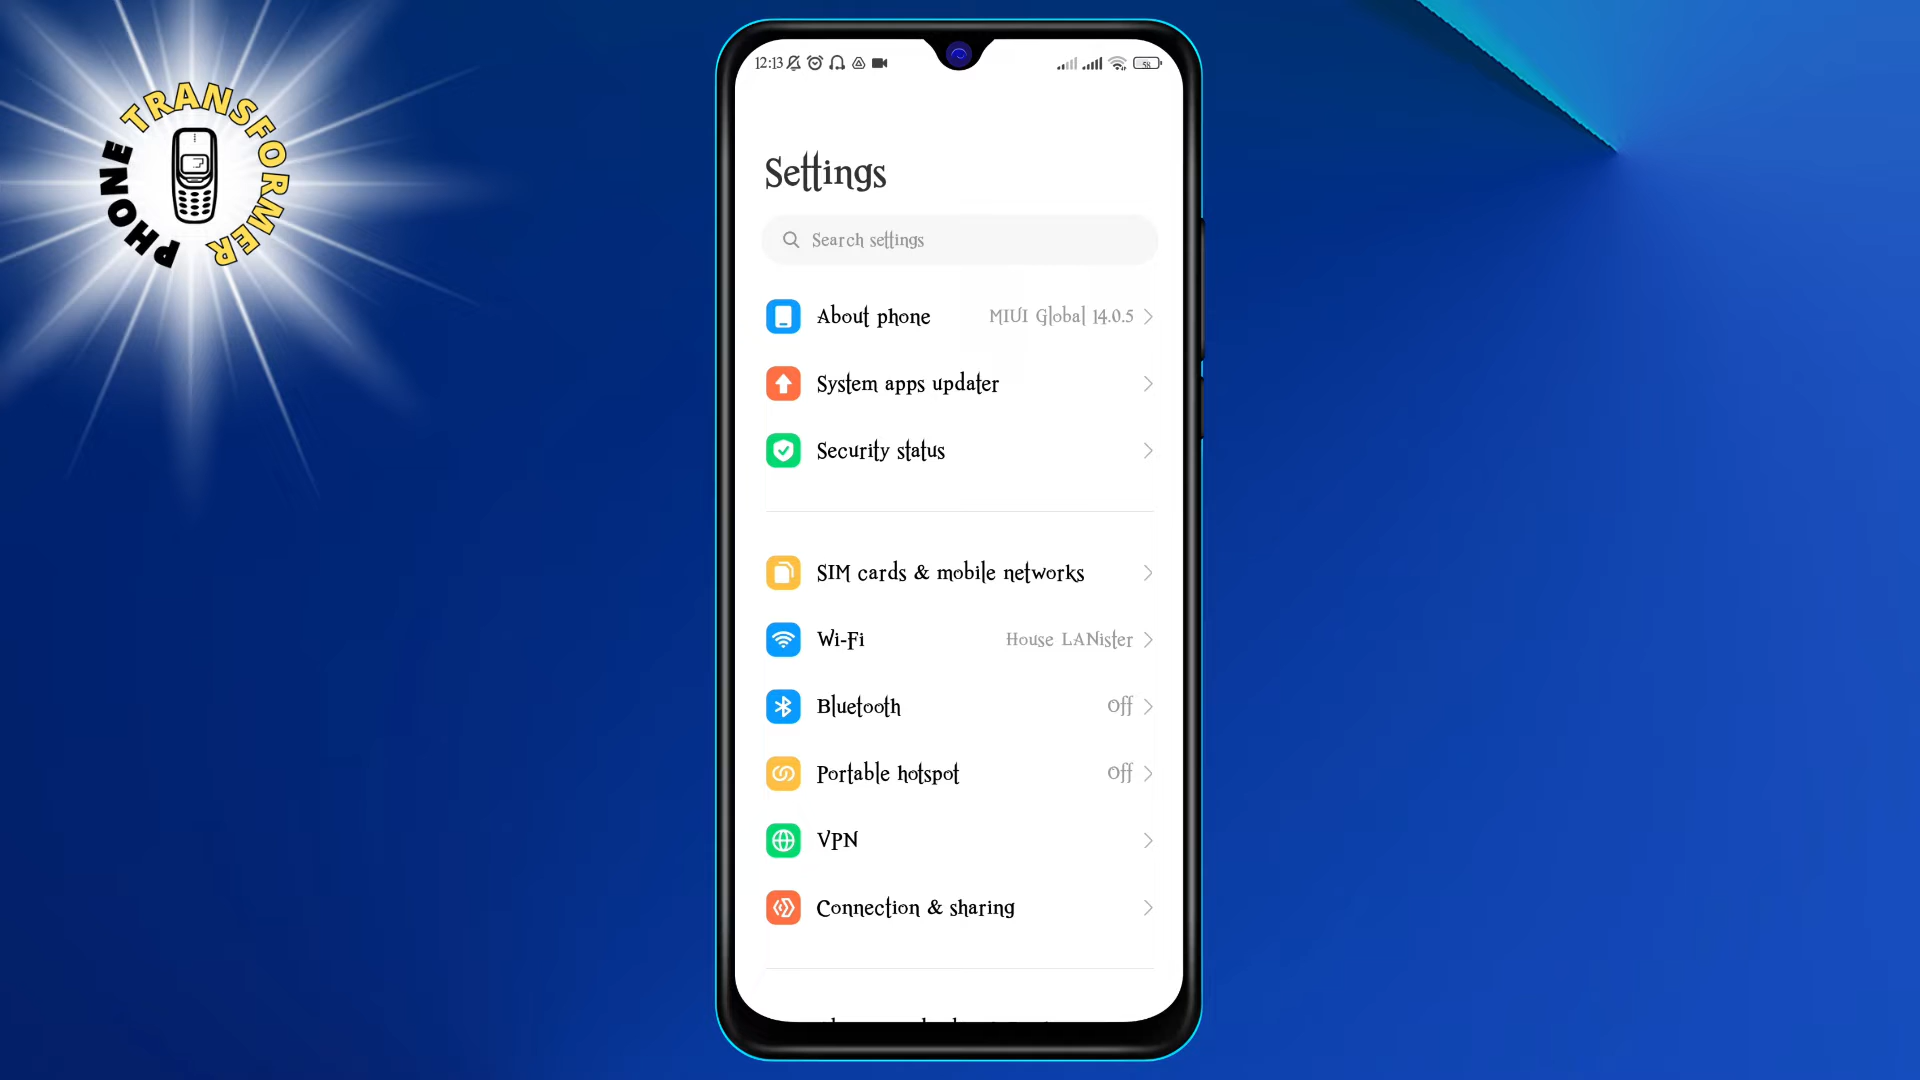 PHONE TRANSFORMER
12:13
58
Settings
Search settings
About phone MIUI Global 14.0.5
System apps updater
Security status
SIM cards & mobile networks
Wi-Fi House LANister
Bluetooth Off
Portable hotspot Off
VPN
Connection & sharing